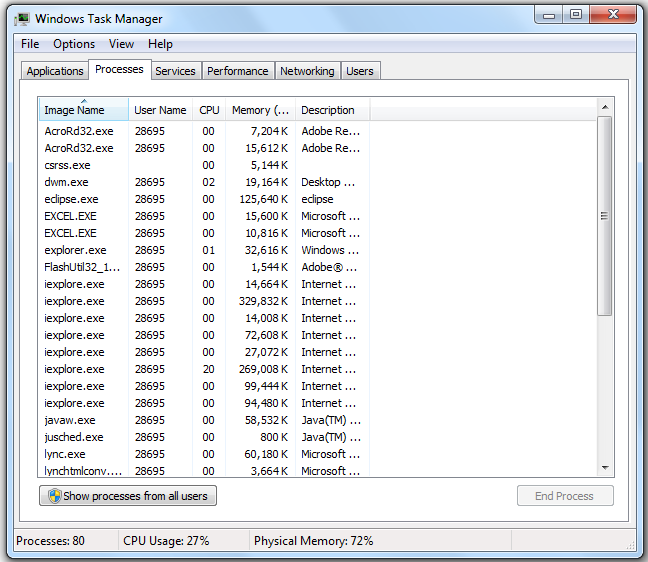 Windows Task Manager
File Options View Help
Applications Processes Services Performance Networking Users
Image Name User Name CPU Memory (... Description
AcroRd32.exe 28695 00 7,204 K Adobe Re...
AcroRd32.exe 28695 00 15,612 K Adobe Re...
csrss.exe 00 5,144 K
dwm.exe 28695 02 19,164 K Desktop ...
eclipse.exe 28695 00 125,640 K eclipse
EXCEL.EXE 28695 00 15,600 K Microsoft ...
EXCEL.EXE 28695 00 10,816 K Microsoft ...
explorer.exe 28695 01 32,616 K Windows ...
FlashUtil32_1... 28695 00 1,544 K Adobe® ...
iexplore.exe 28695 00 14,664 K Internet ...
iexplore.exe 28695 00 329,832 K Internet ...
iexplore.exe 28695 00 14,008 K Internet ...
iexplore.exe 28695 00 72,608 K Internet ...
iexplore.exe 28695 00 27,072 K Internet ...
iexplore.exe 28695 20 269,008 K Internet ...
iexplore.exe 28695 00 99,444 K Internet ...
iexplore.exe 28695 00 94,480 K Internet ...
javaw.exe 28695 00 58,532 K Java(TM) ...
jusched.exe 28695 00 800 K Java(TM) ...
lync.exe 28695 00 60,180 K Microsoft ...
lynchtmlconv.... 28695 00 3,664 K Microsoft ...
Show processes from all users End Process
Processes: 80 CPU Usage: 27% Physical Memory: 72%